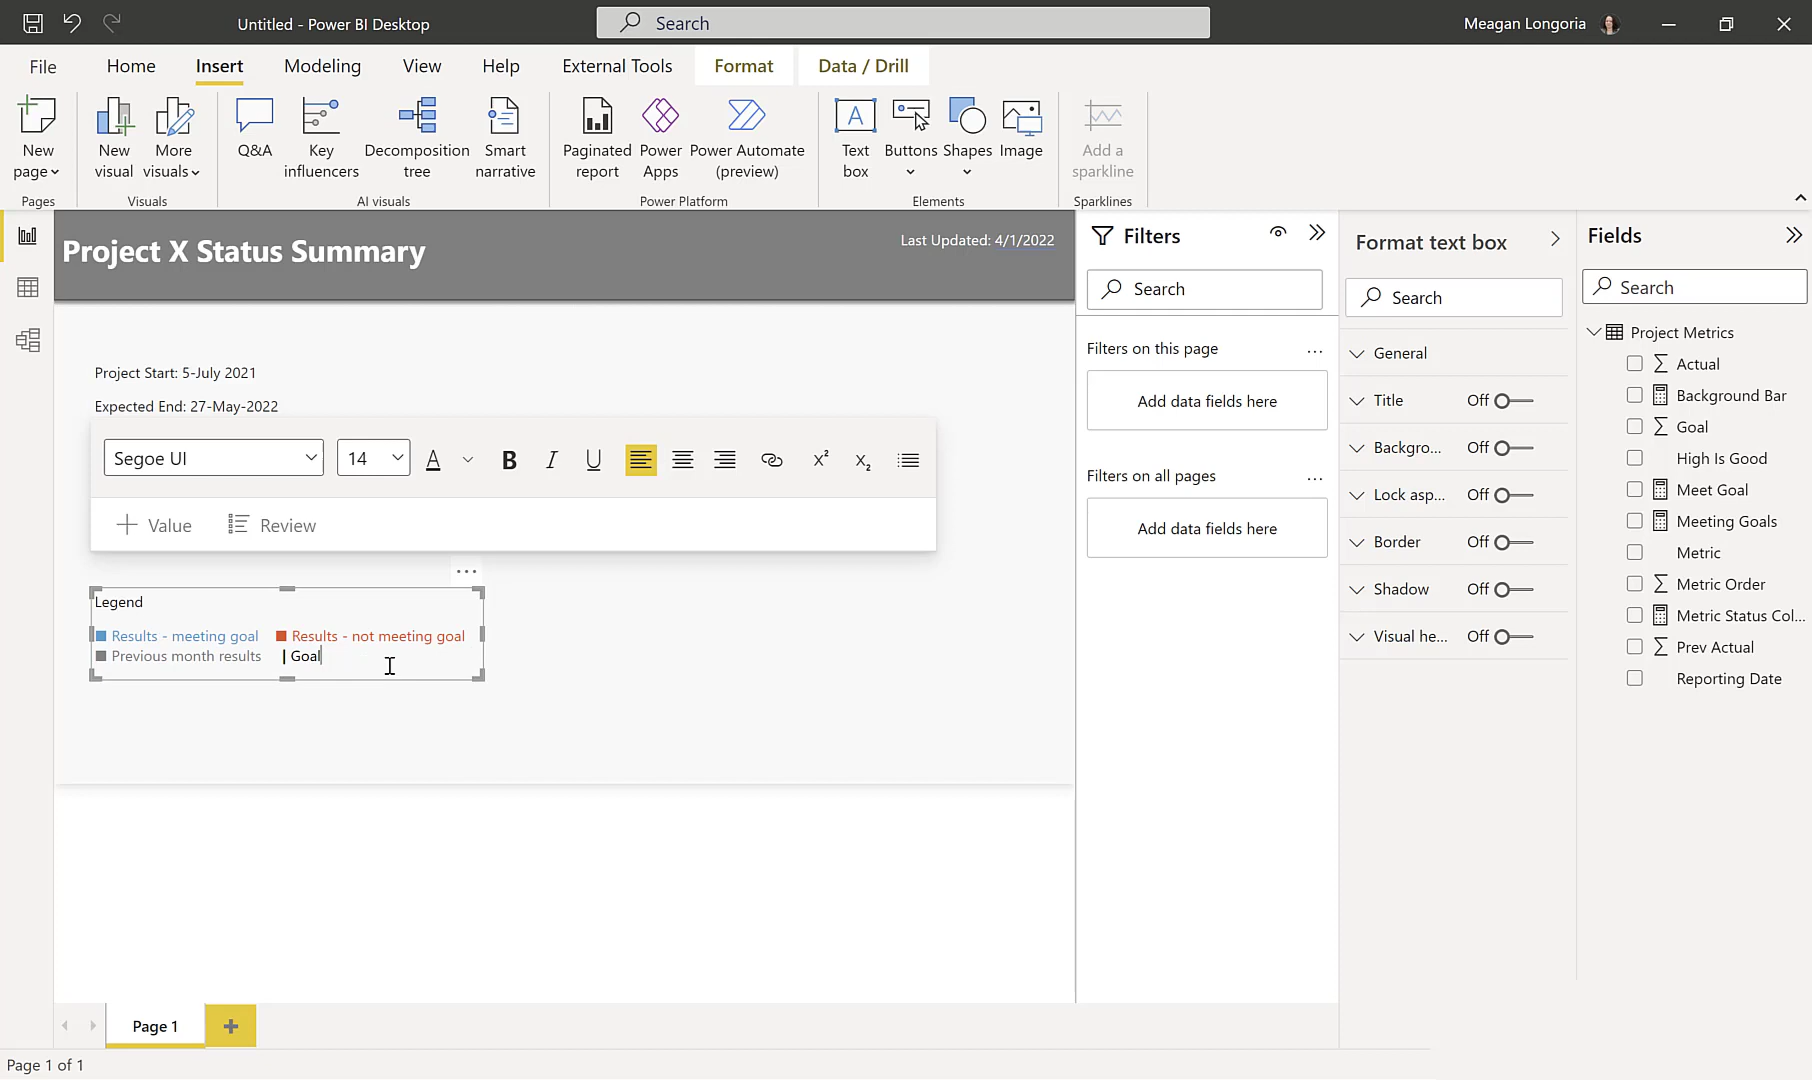 Untitled - Power BI Desktop
Search
Meagan Longoria
File
Home
Insert
Modeling
View
Help
External Tools
Format
Data / Drill
New page
New visual
More visuals
Q&A
Key influencers
Decomposition tree
Smart narrative
Paginated report
Power Apps
Power Automate (preview)
Text box
Buttons
Shapes
Image
Add a sparkline
Pages
Visuals
AI visuals
Power Platform
Elements
Sparklines
Project X Status Summary
Last Updated: 4/1/2022
Project Start: 5-July 2021
Expected End: 27-May-2022
Segoe UI
14
A
B
I
U
x²
x₂
Value
Review
Legend
Results - meeting goal
Results - not meeting goal
Previous month results
| Goal
Filters
Search
Filters on this page
Add data fields here
Filters on all pages
Add data fields here
Format text box
Search
General
Title Off
Backgro... Off
Lock asp... Off
Border Off
Shadow Off
Visual he... Off
Fields
Search
Project Metrics
Actual
Background Bar
Goal
High Is Good
Meet Goal
Meeting Goals
Metric
Metric Order
Metric Status Col...
Prev Actual
Reporting Date
Page 1
Page 1 of 1